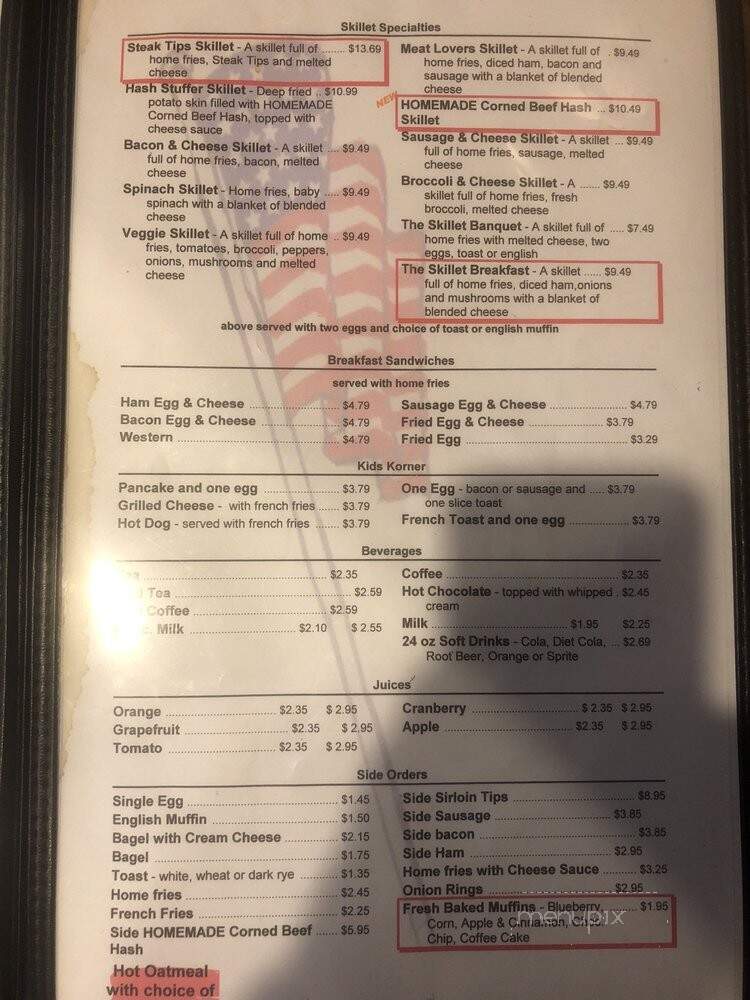 Skillet Specialties
Steak Tips Skillet - A skillet full of ....... $13.69
home fries, Steak Tips and melted
cheese
Hash Stuffer Skillet - Deep fried .. $10.99
potato skin filled with HOMEMADE
Corned Beef Hash, topped with
cheese sauce
Bacon & Cheese Skillet - A skillet .... $9.49
full of home fries, bacon, melted
cheese
Spinach Skillet - Home fries, baby ..... $9.49
spinach with a blanket of blended
cheese
Veggie Skillet - A skillet full of home .. $9.49
fries, tomatoes, broccoli, peppers,
onions, mushrooms and melted
cheese
Meat Lovers Skillet - A skillet full of . $9.49
home fries, diced ham, bacon and
sausage with a blanket of blended
cheese
NEW
HOMEMADE Corned Beef Hash ... $10.49
Skillet
Sausage & Cheese Skillet - A skillet ... $9.49
full of home fries, sausage, melted
cheese
Broccoli & Cheese Skillet - A ....... $9.49
skillet full of home fries, fresh
broccoli, melted cheese
The Skillet Banquet - A skillet full of ..... $7.49
home fries with melted cheese, two
eggs, toast or english
The Skillet Breakfast - A skillet ...... $9.49
full of home fries, diced ham,onions
and mushrooms with a blanket of
blended cheese
above served with two eggs and choice of toast or english muffin
Breakfast Sandwiches
served with home fries
Ham Egg & Cheese .......... $4.79
Bacon Egg & Cheese .......... $4.79
Western .......... $4.79
Sausage Egg & Cheese .......... $4.79
Fried Egg & Cheese .......... $3.79
Fried Egg .......... $3.29
Kids Korner
Pancake and one egg .......... $3.79
Grilled Cheese - with french fries ....... $3.79
Hot Dog - served with french fries ....... $3.79
One Egg - bacon or sausage and ..... $3.79
one slice toast
French Toast and one egg .......... $3.79
Beverages
.......... $2.35
Tea .......... $2.59
Coffee .......... $2.59
Milk .......... $2.10 $ 2.55
Coffee .......... $2.35
Hot Chocolate - topped with whipped . $2.45
cream
Milk .......... $1.95 $2.25
24 oz Soft Drinks - Cola, Diet Cola, ... $2.69
Root Beer, Orange or Sprite
Juices
Orange .......... $2.35 $ 2.95
Grapefruit .......... $2.35 $ 2.95
Tomato .......... $2.35 $ 2.95
Cranberry .......... $ 2.35 $ 2.95
Apple .......... $2.35 $ 2.95
Side Orders
Single Egg .......... $1.45
English Muffin .......... $1.50
Bagel with Cream Cheese .......... $2.15
Bagel .......... $1.75
Toast - white, wheat or dark rye .......... $1.35
Home fries .......... $2.45
French Fries .......... $2.25
Side HOMEMADE Corned Beef ...... $5.95
Hash
Hot Oatmeal
with choice of
Side Sirloin Tips .......... $8.95
Side Sausage .......... $3.85
Side bacon .......... $3.85
Side Ham .......... $2.95
Home fries with Cheese Sauce .......... $3.25
Onion Rings .......... $2.95
Fresh Baked Muffins - Blueberry, ........ $1.95
Corn, Apple & Cinnamon, Choc
Chip, Coffee Cake
menupix